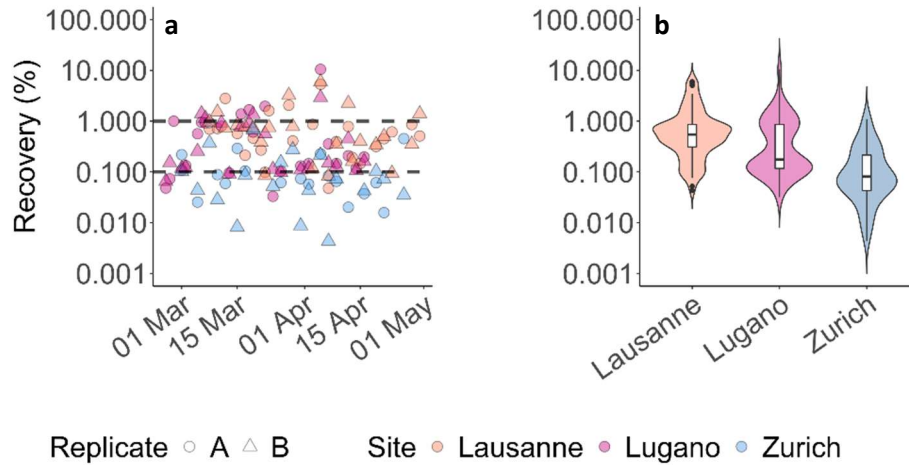 a
Recovery (%)
100.000
10.000
1.000
0.100
0.010
0.001
01 Mar
15 Mar
01 Apr
15 Apr
01 May
b
100.000
10.000
1.000
0.100
0.010
0.001
Lausanne
Lugano
Zurich
Replicate A B Site Lausanne Lugano Zurich